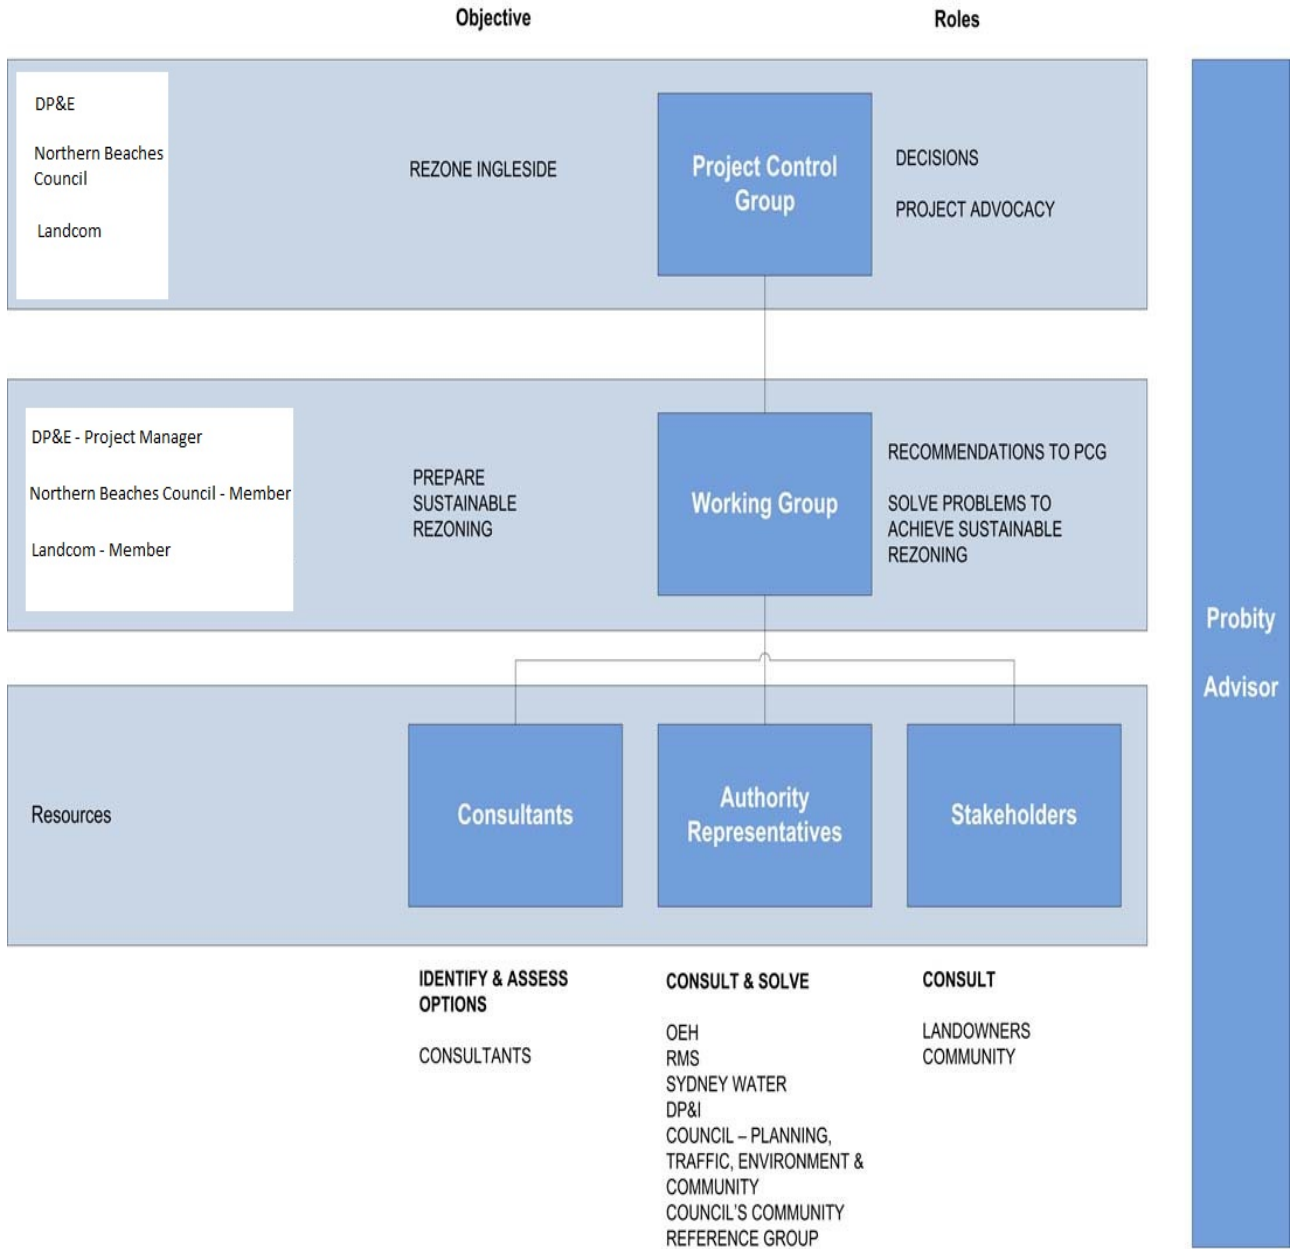 Objective
Roles
DP&E
Northern Beaches
Council
Landcom
REZONE INGLESIDE
Project Control
Group
DECISIONS
PROJECT ADVOCACY
DP&E - Project Manager
Northern Beaches Council - Member
Landcom - Member
PREPARE
SUSTAINABLE
REZONING
Working Group
RECOMMENDATIONS TO PCG
SOLVE PROBLEMS TO
ACHIEVE SUSTAINABLE
REZONING
Resources
Consultants
Authority
Representatives
Stakeholders
IDENTIFY & ASSESS
OPTIONS
CONSULTANTS
CONSULT & SOLVE
OEH
RMS
SYDNEY WATER
DP&I
COUNCIL – PLANNING,
TRAFFIC, ENVIRONMENT &
COMMUNITY
COUNCIL'S COMMUNITY
REFERENCE GROUP
CONSULT
LANDOWNERS
COMMUNITY
Probity
Advisor